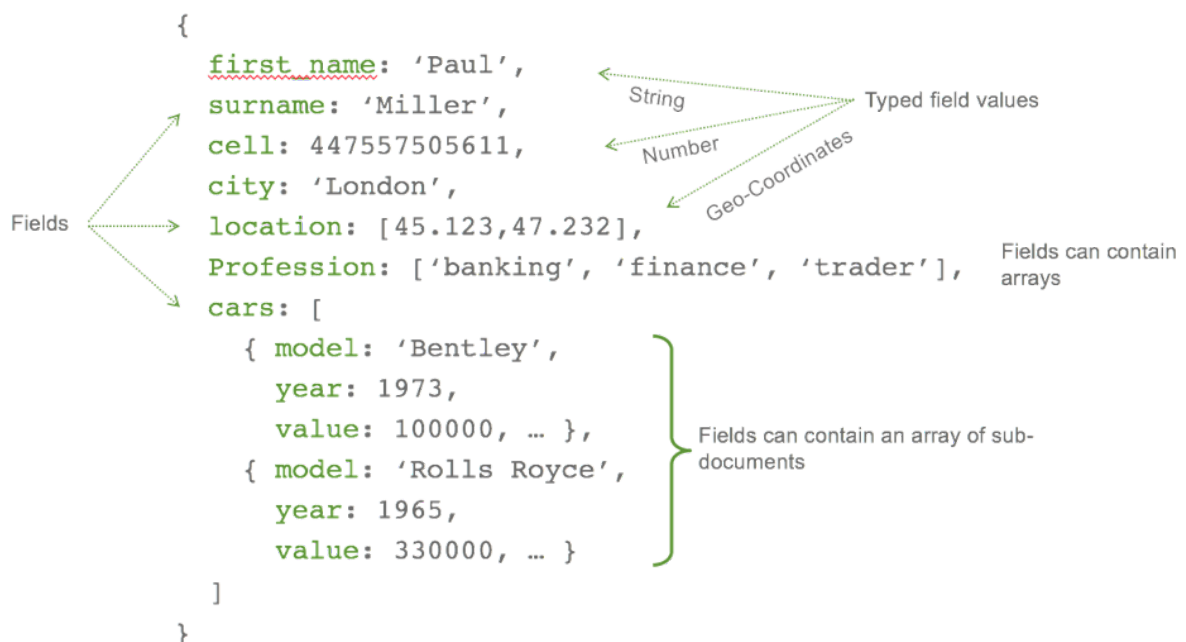 {
first_name: ‘Paul’,
surname: ‘Miller’,
cell: 447557505611,
city: ‘London’,
location: [45.123,47.232],
Profession: [‘banking’, ‘finance’, ‘trader’],
cars: [
{ model: ‘Bentley’,
year: 1973,
value: 100000, … },
{ model: ‘Rolls Royce’,
year: 1965,
value: 330000, … }
]
}
Fields
String
Number
Geo-Coordinates
Typed field values
Fields can contain
arrays
Fields can contain an array of sub-
documents